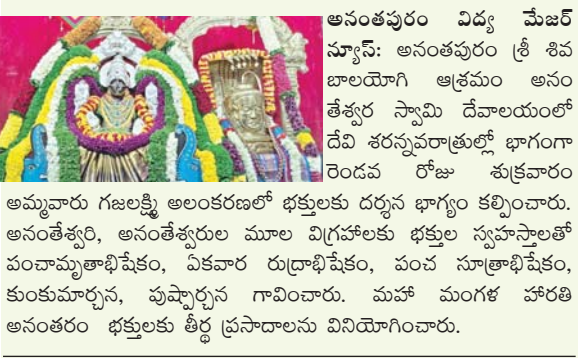 అనంతపురం విద్య మేజర్
న్యూస్: అనంతపురం శ్రీ శివ
బాలయోగి ఆశ్రమం అనం
తేశ్వర స్వామి దేవాలయంలో
దేవి శరన్నవరాత్రుల్లో భాగంగా
రెండవ రోజు శుక్రవారం
అమ్మవారు గజలక్ష్మి అలంకరణలో భక్తులకు దర్శన భాగ్యం కల్పించారు.
అనంతేశ్వరి, అనంతేశ్వరుల మూల విగ్రహాలకు భక్తుల స్వహస్తాలతో
పంచామృతాభిషేకం, ఏకవార రుద్రాభిషేకం, పంచ సూత్రాభిషేకం,
కుంకుమార్చన, పుష్పార్చన గావించారు. మహా మంగళ హారతి
అనంతరం భక్తులకు తీర్థ ప్రసాదాలను వినియోగించారు.